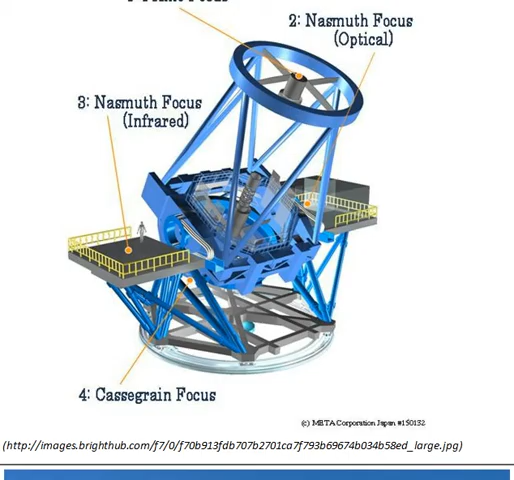 2: Nasmuth Focus
(Optical)
3: Nasmuth Focus
(Infrared)
4: Cassegrain Focus
(c) META Corporation Japan #150132
(http://images.brighthub.com/f7/0/f70b913fdb707b2701ca7f793b69674b034b58ed_large.jpg)